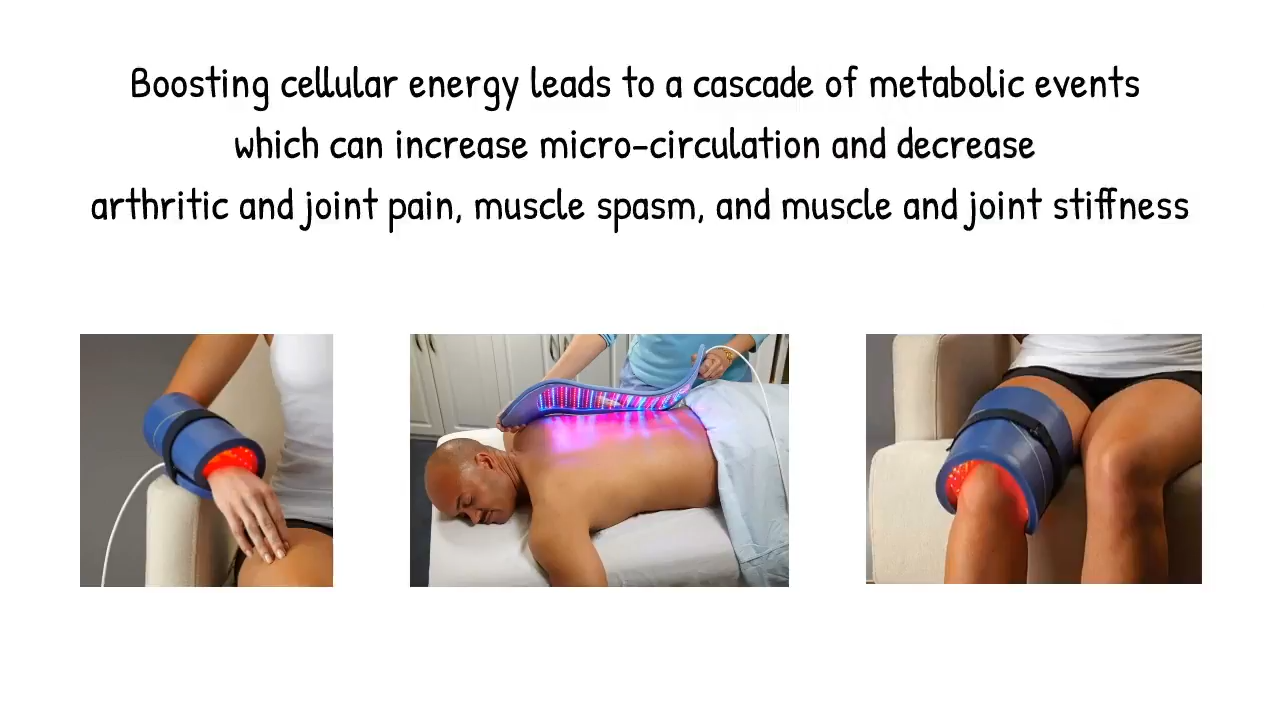 Boosting cellular energy leads to a cascade of metabolic events
which can increase micro-circulation and decrease
arthritic and joint pain, muscle spasm, and muscle and joint stiffness